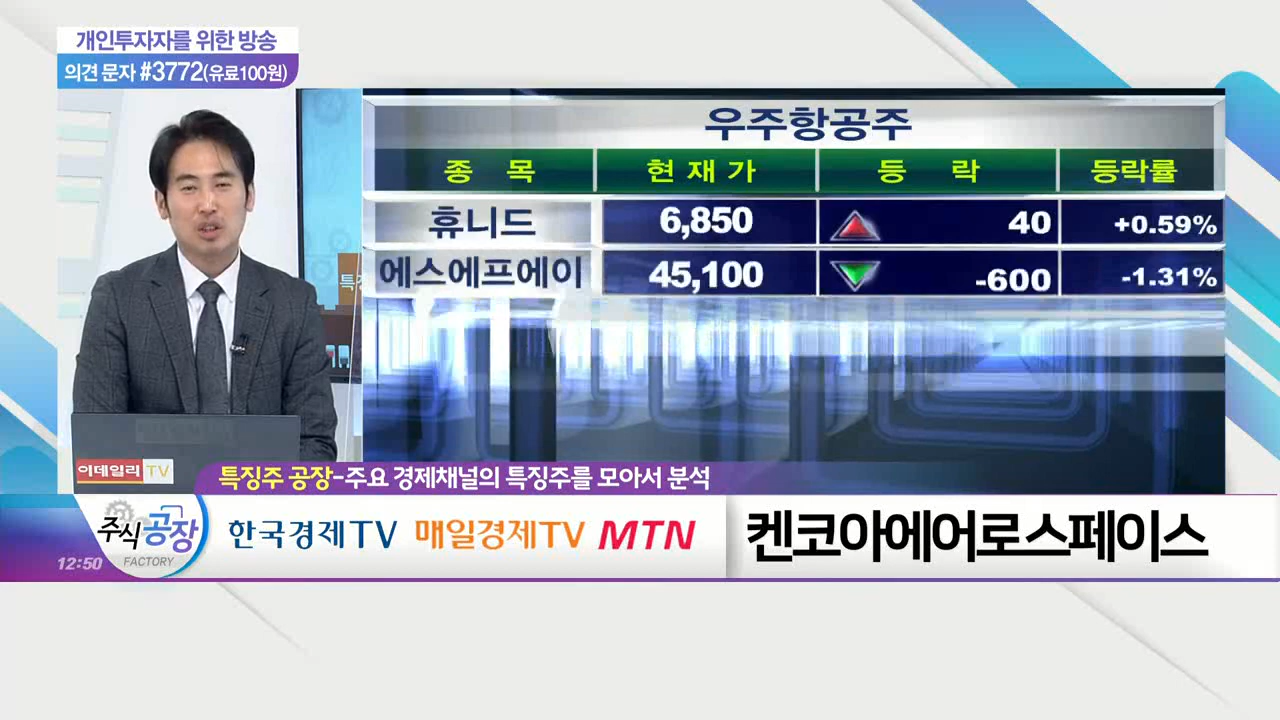 개인투자자를 위한 방송
의견 문자 #3772(유료100원)
우주항공주
종 목 현 재 가 등 락 등락률
휴니드 6,850 40 +0.59%
에스에프에이 45,100 -600 -1.31%
특징
이데일리 TV
특징주 공장-주요 경제채널의 특징주를 모아서 분석
주식공장
FACTORY
12:50
한국경제TV 매일경제TV MTN
켄코아에어로스페이스